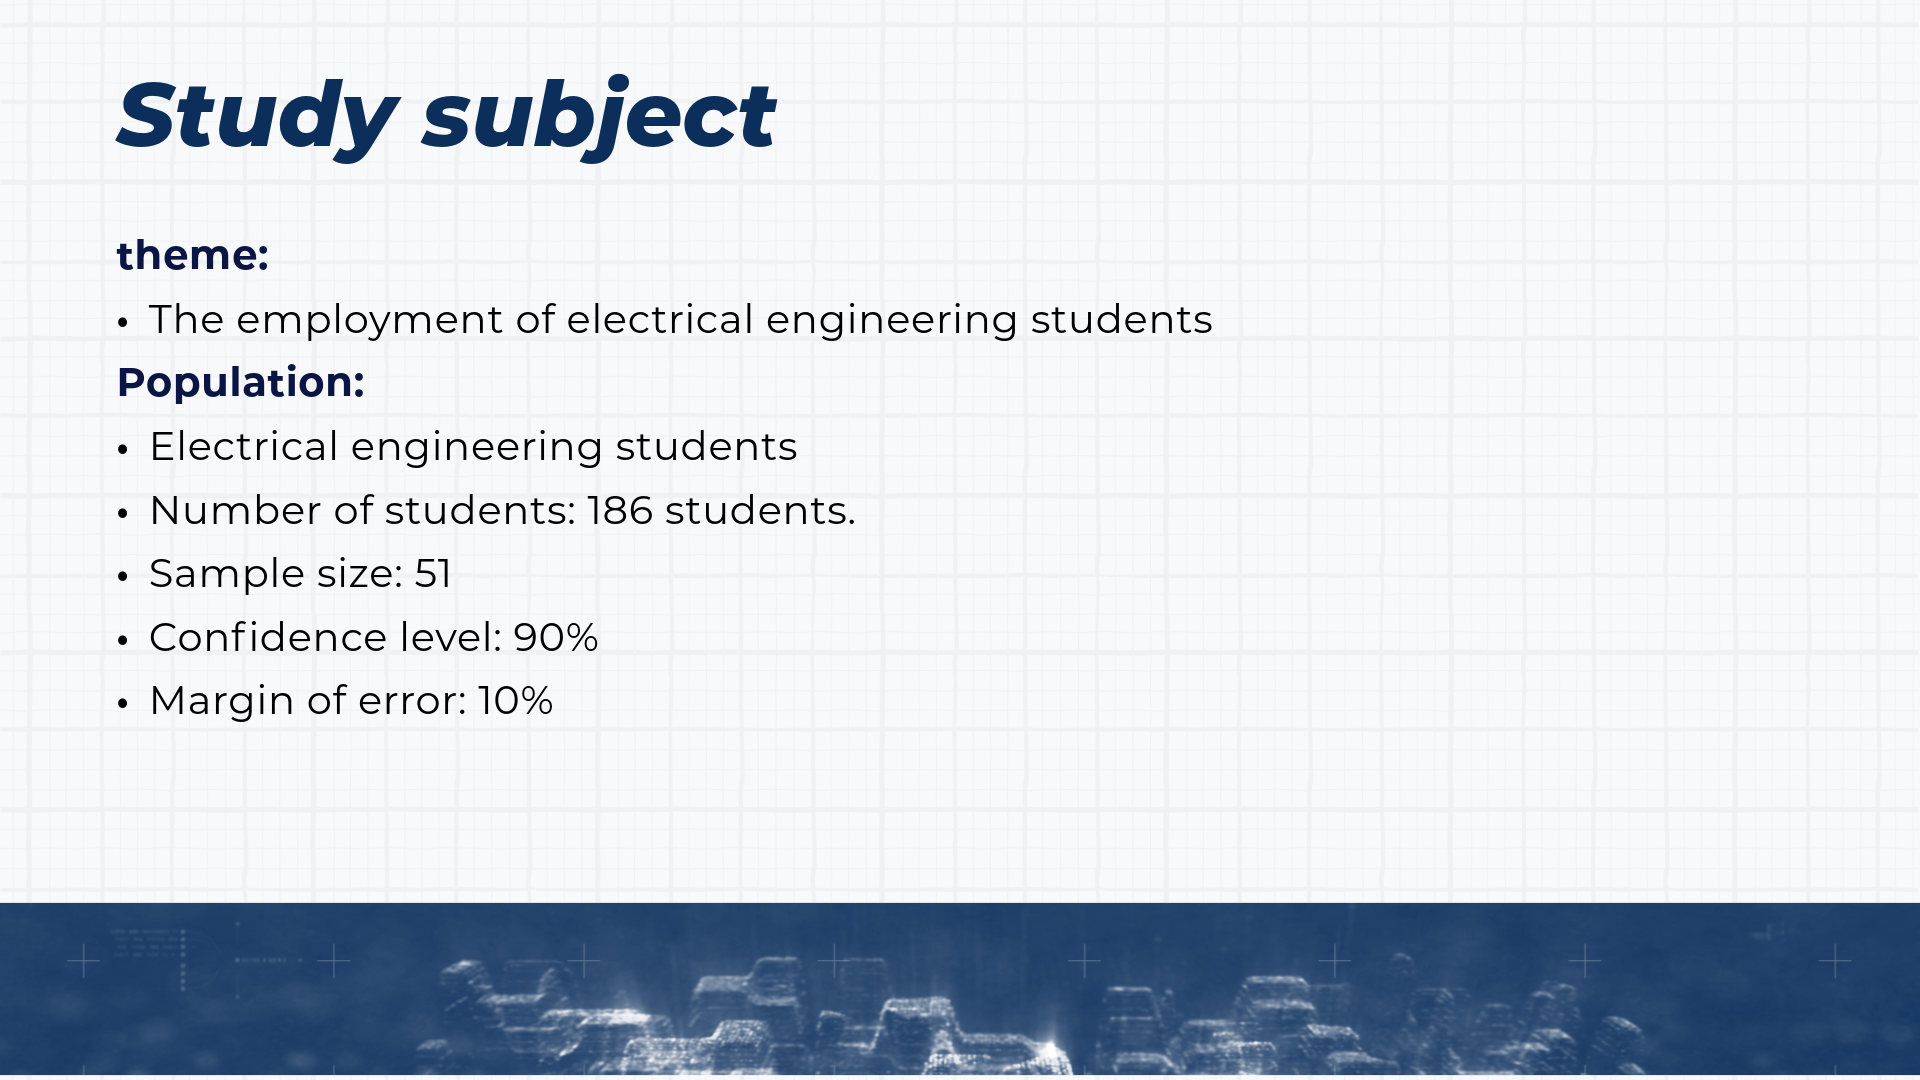 Study subject
theme:
• The employment of electrical engineering students
Population:
• Electrical engineering students
• Number of students: 186 students.
• Sample size: 51
• Confidence level: 90%
• Margin of error: 10%